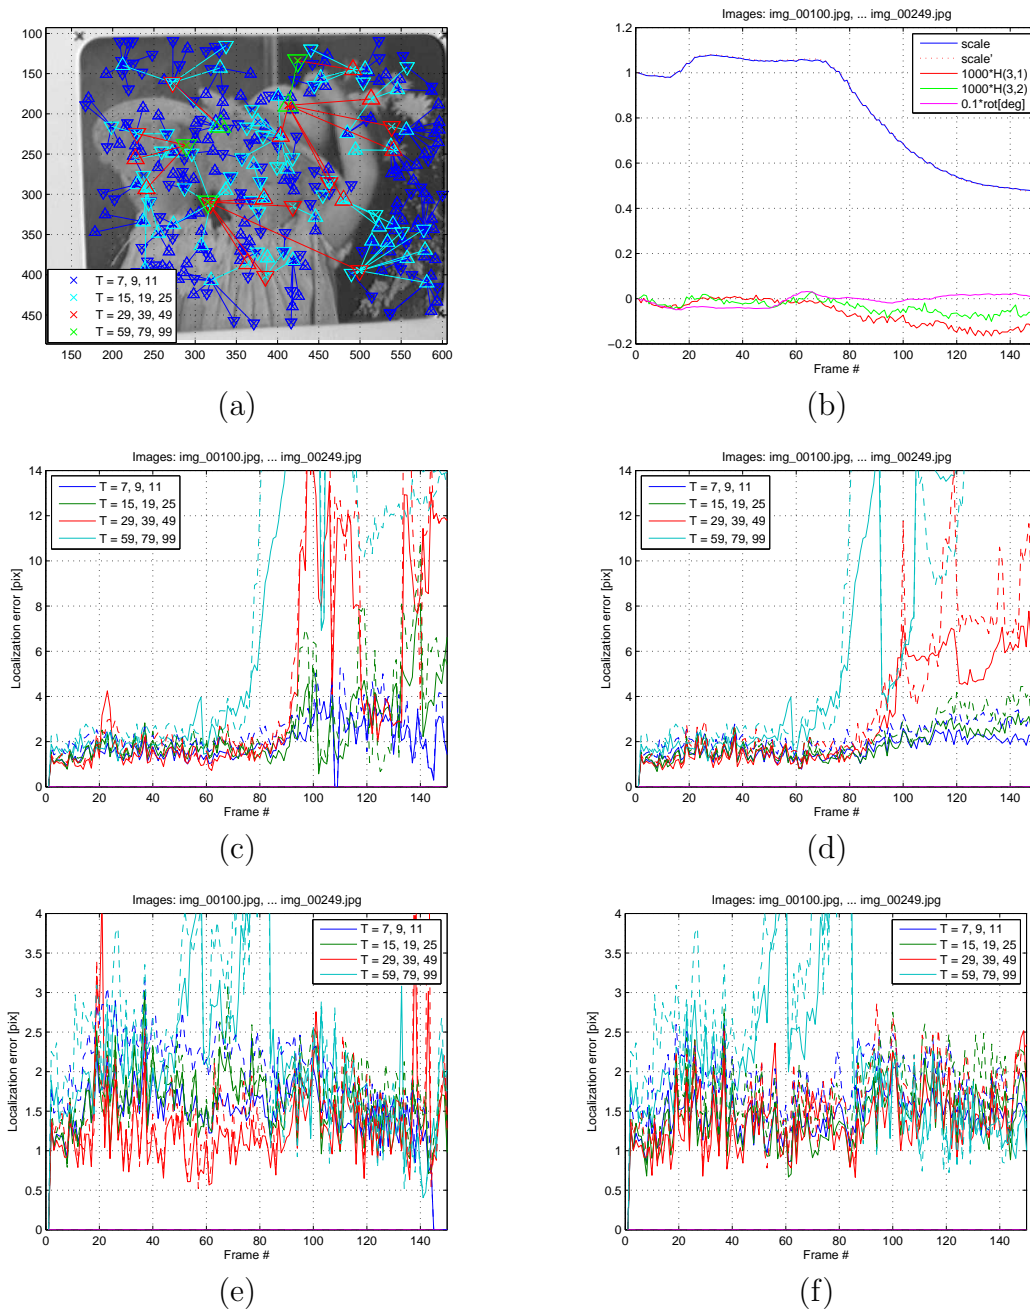 100
150
200
250
300
350
400
450
150
200
250
300
350
400
450
500
550
600
T = 7, 9, 11
T = 15, 19, 25
T = 29, 39, 49
T = 59, 79, 99
(a)
Images: img_00100.jpg, ... img_00249.jpg
1.2
1
0.8
0.6
0.4
0.2
0
−0.2
0
20
40
60
80
100
120
140
Frame #
scale
scale'
1000*H(3,1)
1000*H(3,2)
0.1*rot[deg]
(b)
Images: img_00100.jpg, ... img_00249.jpg
Localization error [pix]
14
12
10
8
6
4
2
0
0
20
40
60
80
100
120
140
Frame #
T = 7, 9, 11
T = 15, 19, 25
T = 29, 39, 49
T = 59, 79, 99
(c)
Images: img_00100.jpg, ... img_00249.jpg
Localization error [pix]
14
12
10
8
6
4
2
0
0
20
40
60
80
100
120
140
Frame #
T = 7, 9, 11
T = 15, 19, 25
T = 29, 39, 49
T = 59, 79, 99
(d)
Images: img_00100.jpg, ... img_00249.jpg
Localization error [pix]
4
3.5
3
2.5
2
1.5
1
0.5
0
0
20
40
60
80
100
120
140
Frame #
T = 7, 9, 11
T = 15, 19, 25
T = 29, 39, 49
T = 59, 79, 99
(e)
Images: img_00100.jpg, ... img_00249.jpg
Localization error [pix]
4
3.5
3
2.5
2
1.5
1
0.5
0
0
20
40
60
80
100
120
140
Frame #
T = 7, 9, 11
T = 15, 19, 25
T = 29, 39, 49
T = 59, 79, 99
(f)